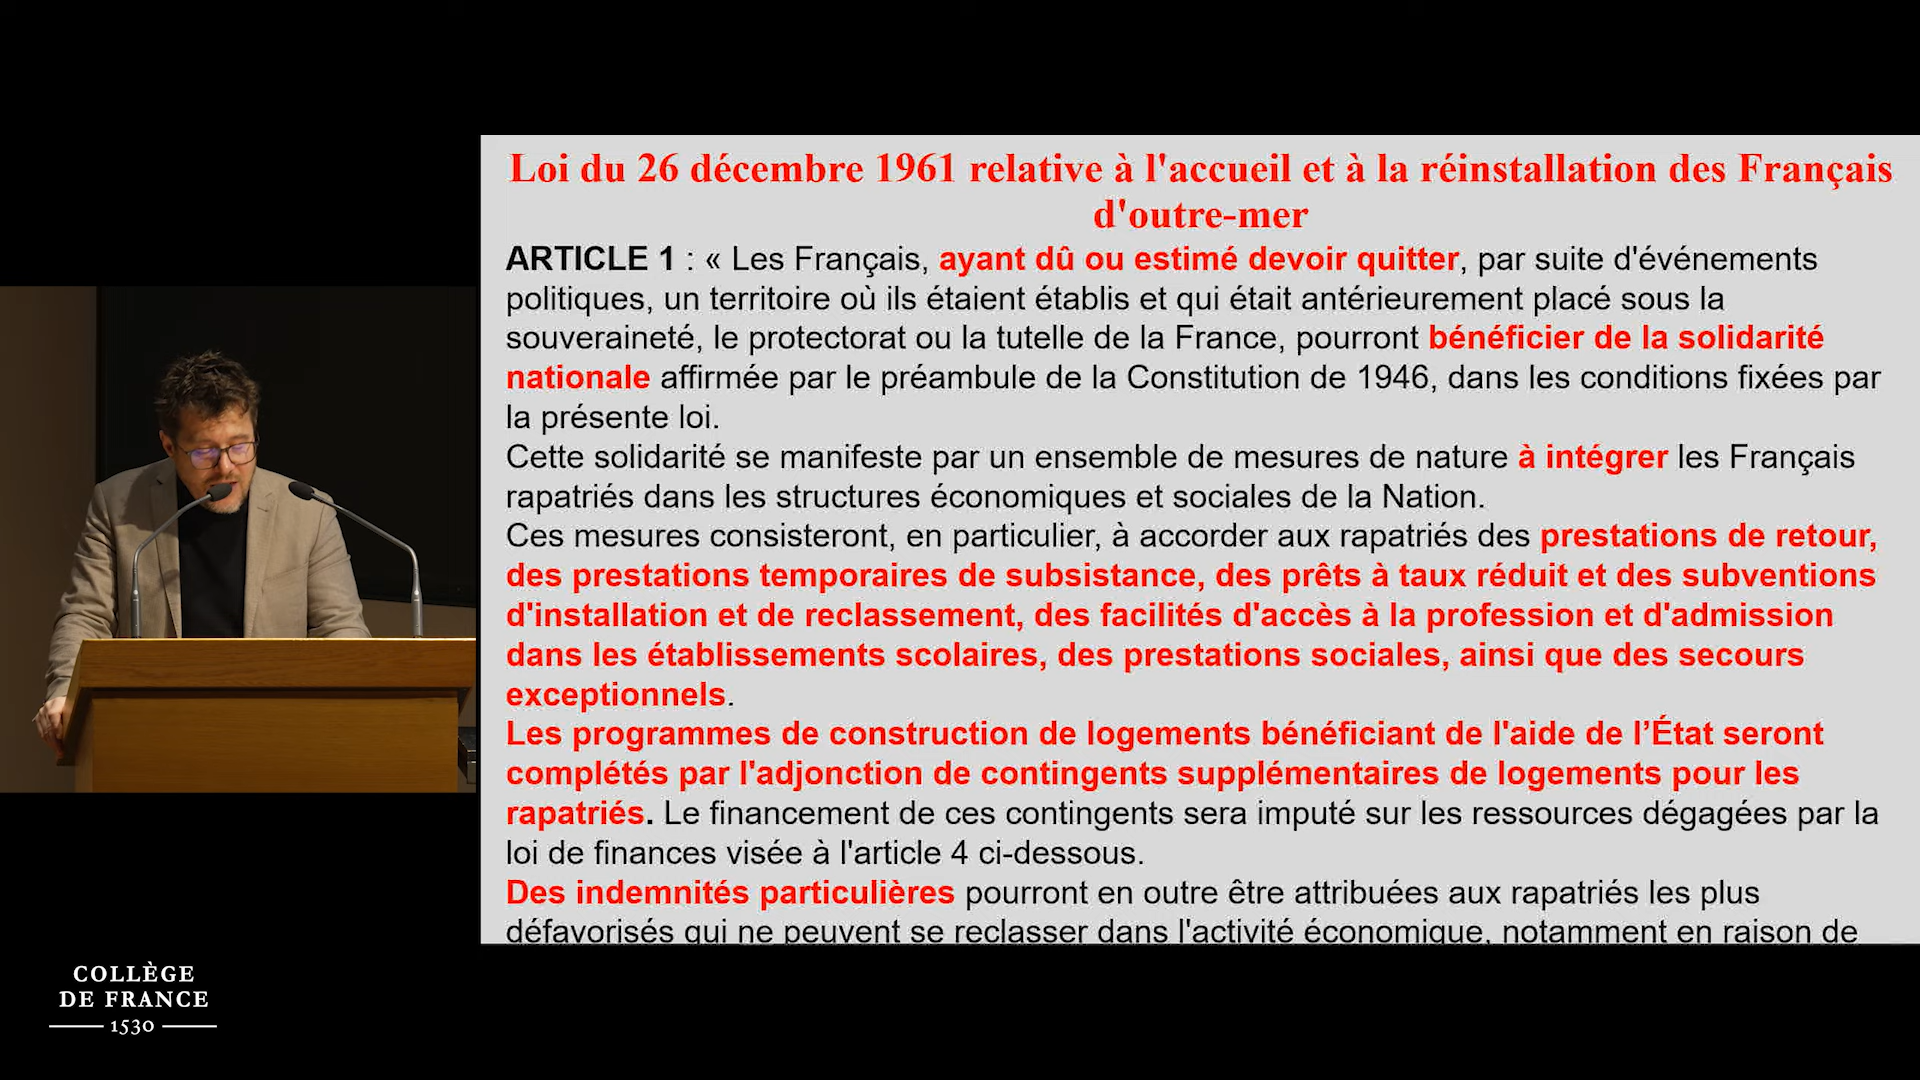 Loi du 26 décembre 1961 relative à l'accueil et à la réinstallation des Français
d'outre-mer
ARTICLE 1 : « Les Français, ayant dû ou estimé devoir quitter, par suite d'événements
politiques, un territoire où ils étaient établis et qui était antérieurement placé sous la
souveraineté, le protectorat ou la tutelle de la France, pourront bénéficier de la solidarité
nationale affirmée par le préambule de la Constitution de 1946, dans les conditions fixées par
la présente loi.
Cette solidarité se manifeste par un ensemble de mesures de nature à intégrer les Français
rapatriés dans les structures économiques et sociales de la Nation.
Ces mesures consisteront, en particulier, à accorder aux rapatriés des prestations de retour,
des prestations temporaires de subsistance, des prêts à taux réduit et des subventions
d'installation et de reclassement, des facilités d'accès à la profession et d'admission
dans les établissements scolaires, des prestations sociales, ainsi que des secours
exceptionnels.
Les programmes de construction de logements bénéficiant de l'aide de l’État seront
complétés par l'adjonction de contingents supplémentaires de logements pour les
rapatriés. Le financement de ces contingents sera imputé sur les ressources dégagées par la
loi de finances visée à l'article 4 ci-dessous.
Des indemnités particulières pourront en outre être attribuées aux rapatriés les plus
défavorisés qui ne peuvent se reclasser dans l'activité économique, notamment en raison de
COLLÈGE
DE FRANCE
1530